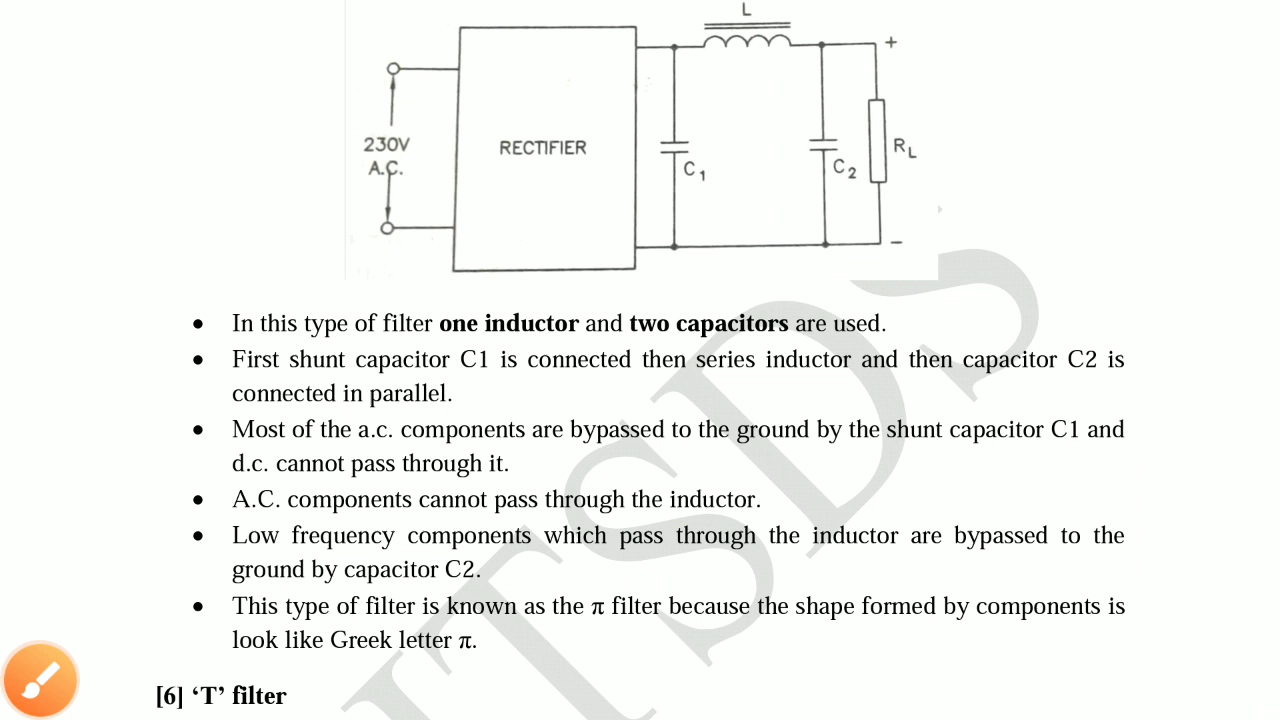 L
+
230V
A.C.
RECTIFIER
C1
C2
RL
−
• In this type of filter one inductor and two capacitors are used.
• First shunt capacitor C1 is connected then series inductor and then capacitor C2 is
connected in parallel.
• Most of the a.c. components are bypassed to the ground by the shunt capacitor C1 and
d.c. cannot pass through it.
• A.C. components cannot pass through the inductor.
• Low frequency components which pass through the inductor are bypassed to the
ground by capacitor C2.
• This type of filter is known as the π filter because the shape formed by components is
look like Greek letter π.
[6] ‘T’ filter